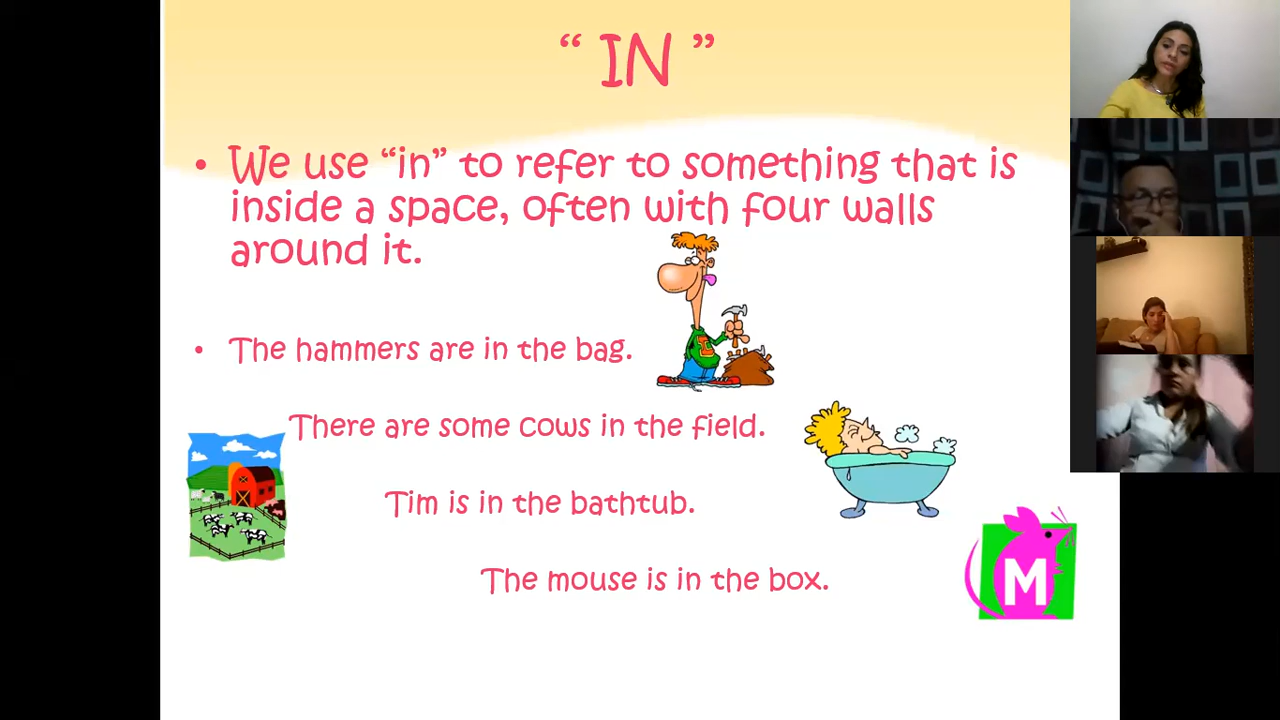 “ IN ”
• We use “in” to refer to something that is
inside a space, often with four walls
around it.
• The hammers are in the bag.
There are some cows in the field.
Tim is in the bathtub.
The mouse is in the box.
M